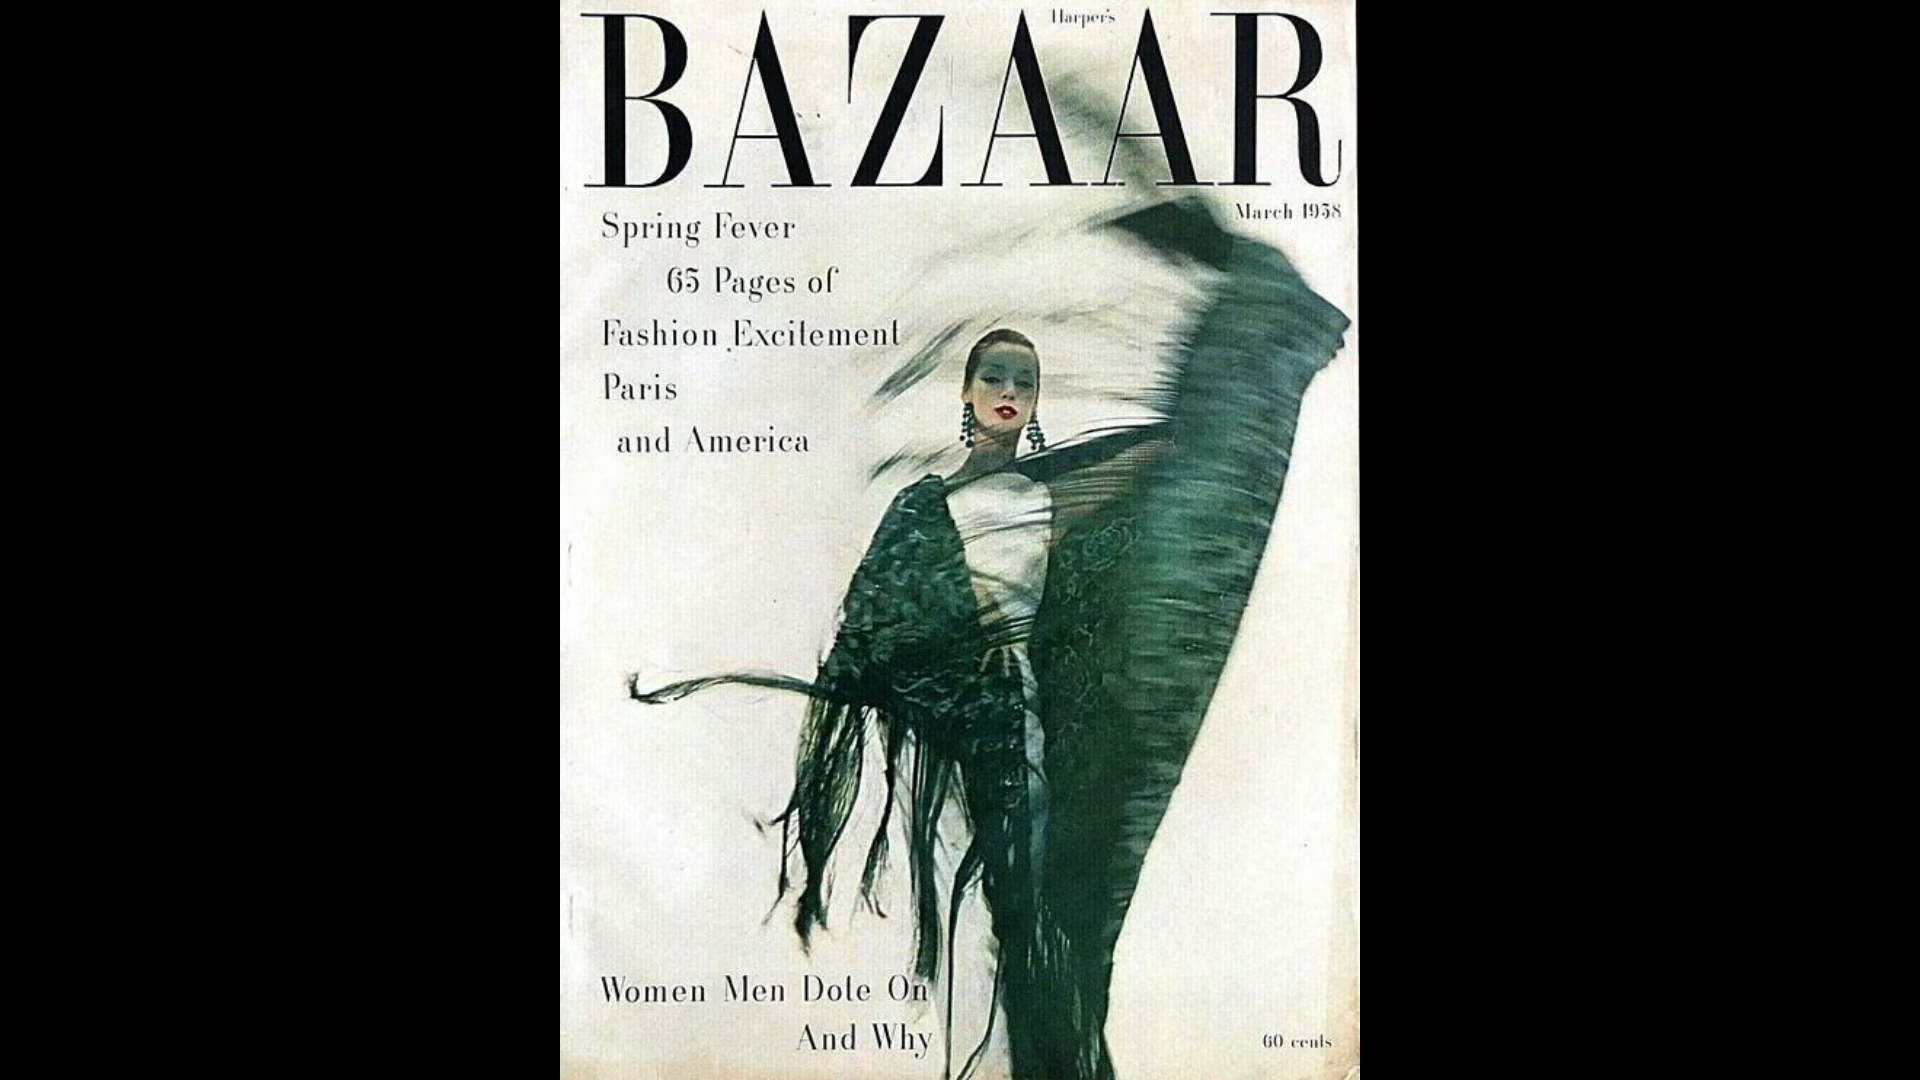 Harper's
BAZAAR
March 1958
Spring Fever
65 Pages of
Fashion Excitement
Paris
and America
Women Men Dote On
And Why
60 cents